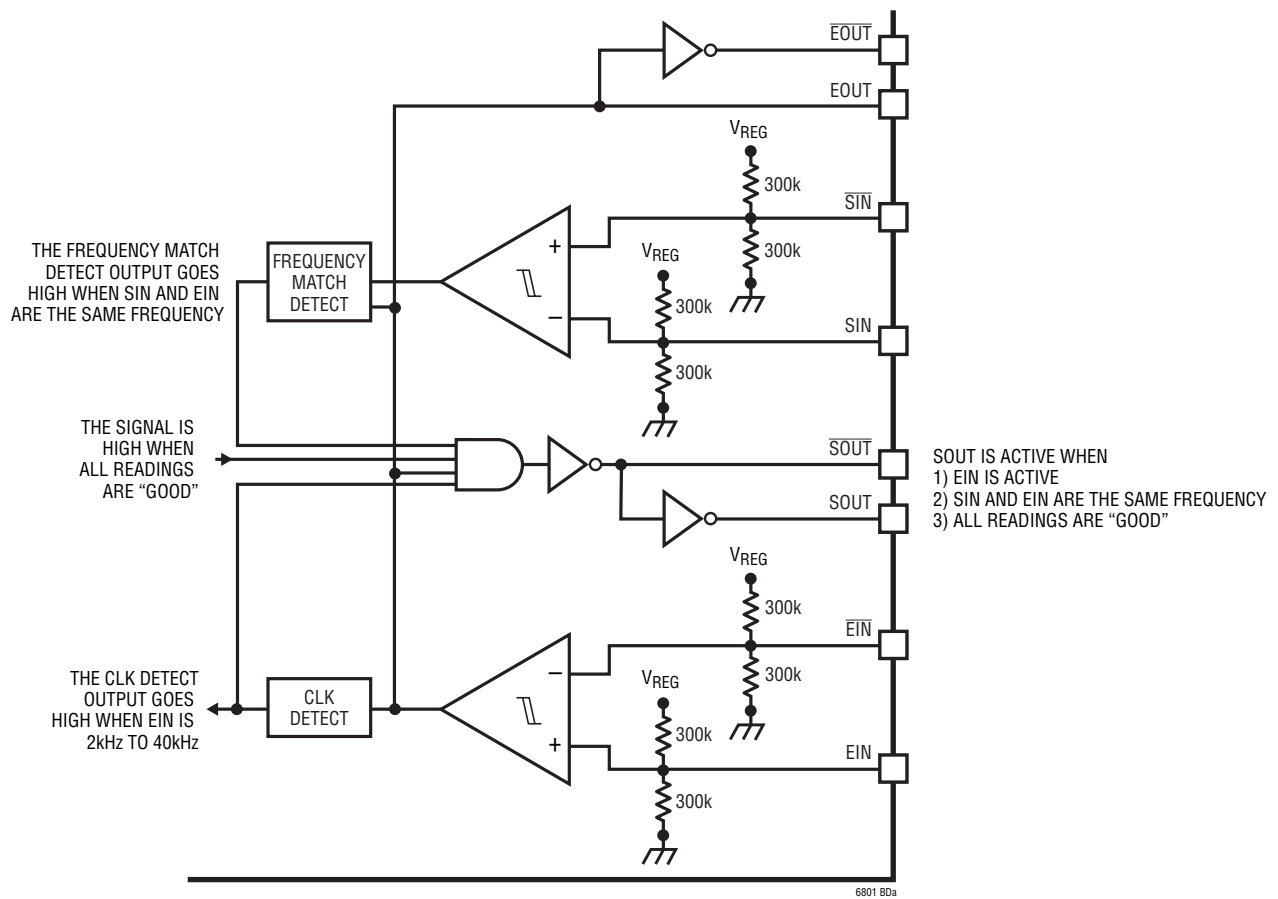 EOUT
EOUT
VREG
300k
SIN
300k
VREG
300k
SIN
300k
THE FREQUENCY MATCH
DETECT OUTPUT GOES
HIGH WHEN SIN AND EIN
ARE THE SAME FREQUENCY
FREQUENCY
MATCH
DETECT
+
–
THE SIGNAL IS
HIGH WHEN
ALL READINGS
ARE “GOOD”
SOUT
SOUT
SOUT IS ACTIVE WHEN
1) EIN IS ACTIVE
2) SIN AND EIN ARE THE SAME FREQUENCY
3) ALL READINGS ARE “GOOD”
VREG
300k
EIN
300k
VREG
300k
EIN
300k
THE CLK DETECT
OUTPUT GOES
HIGH WHEN EIN IS
2kHz TO 40kHz
CLK
DETECT
–
+
6801 BDa